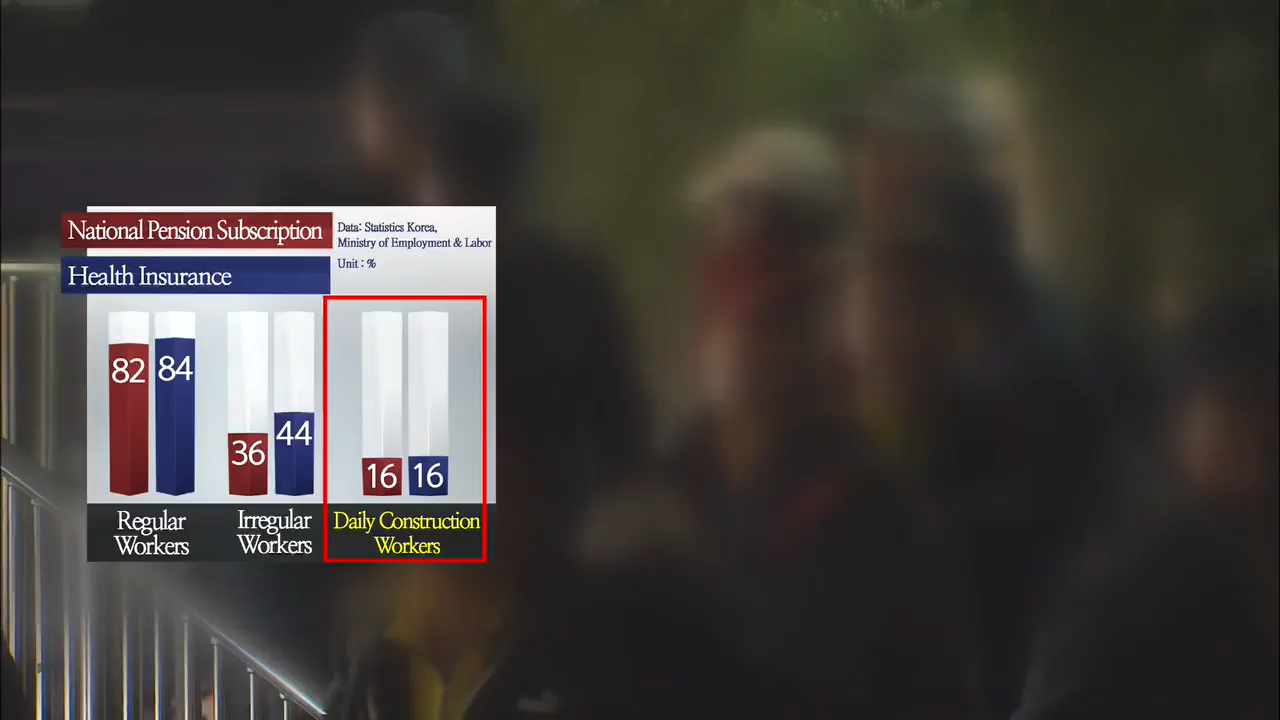 National Pension Subscription
Data: Statistics Korea,
Ministry of Employment & Labor
Health Insurance
Unit : %
82 84 36 44 16 16
Regular Workers
Irregular Workers
Daily Construction Workers